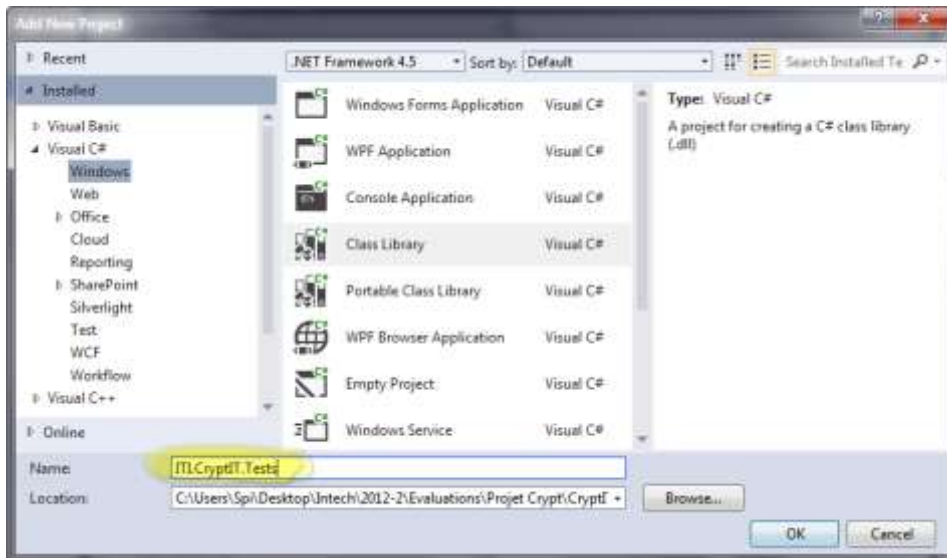 Add New Project
Recent
.NET Framework 4.5
Sort by: Default
Search Installed Te
Installed
Visual Basic
Visual C#
Windows
Web
Office
Cloud
Reporting
SharePoint
Silverlight
Test
WCF
Workflow
Visual C++
Online
Windows Forms Application Visual C#
WPF Application Visual C#
Console Application Visual C#
Class Library Visual C#
Portable Class Library Visual C#
WPF Browser Application Visual C#
Empty Project Visual C#
Windows Service Visual C#
Type: Visual C#
A project for creating a C# class library
(.dll)
Name: ITI.CryptIT.Tests
Location: C:\Users\Spi\Desktop\Intech\2012-2\Evaluations\Projet Crypt\CryptI
Browse...
OK Cancel